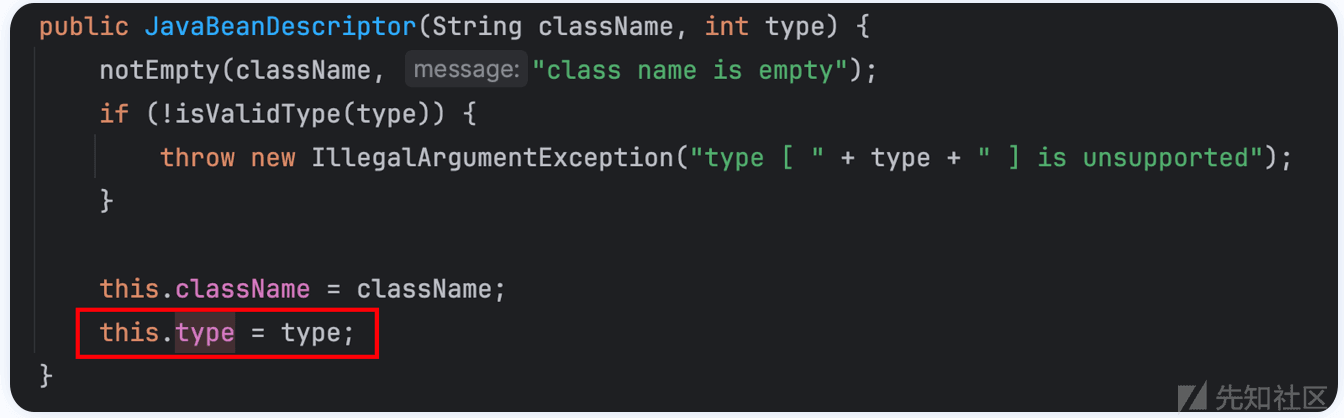 public JavaBeanDescriptor(String className, int type) {
notEmpty(className, message: "class name is empty");
if (!isValidType(type)) {
throw new IllegalArgumentException("type [ " + type + " ] is unsupported");
}
this.className = className;
this.type = type;
}
先知社区